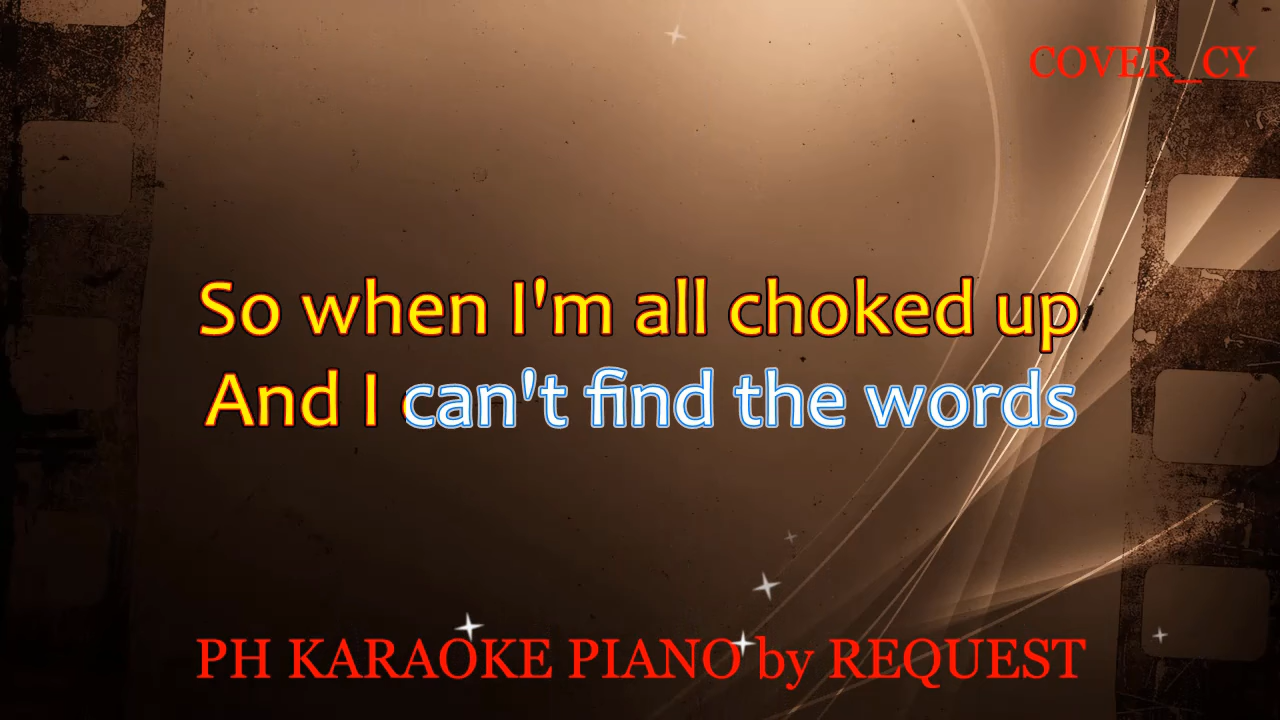 COVER_CY
So when I'm all choked up
And I can't find the words
PH KARAOKE PIANO by REQUEST